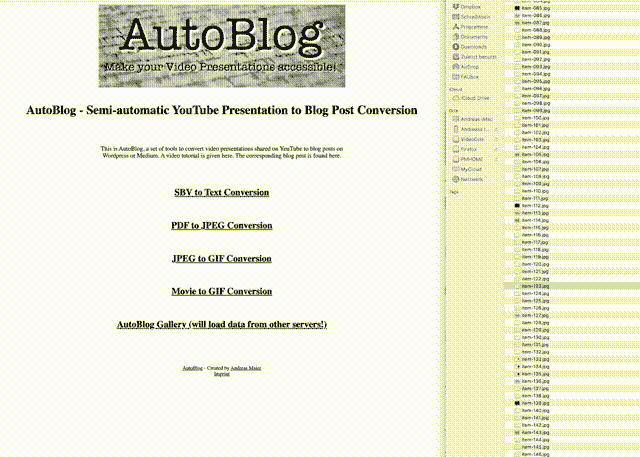 AutoBlog
Make your Video Presentations accessible!
AutoBlog - Semi-automatic YouTube Presentation to Blog Post Conversion
This is AutoBlog, a set of tools to convert video presentations shared on YouTube to blog posts on
Wordpress or Medium. A video tutorial is given here. The corresponding blog post is found here.
SBV to Text Conversion
PDF to JPEG Conversion
JPEG to GIF Conversion
Movie to GIF Conversion
AutoBlog Gallery (will load data from other servers!)
AutoBlog - Created by Andreas Maier
Imprint
Dropbox
Schreibtisch
Programme
Dokumente
Downloads
Zuletzt benutzt
AirDrop
FAUbox
iCloud
iCloud Drive
Orte
Andreas iMac
Firefox
PMHOME
MyCloud
Netzwerk
Tags
item-085.jpg
item-086.jpg
item-087.jpg
item-088.jpg
item-089.jpg
item-090.jpg
item-091.jpg
item-092.jpg
item-093.jpg
item-094.jpg
item-095.jpg
item-096.jpg
item-097.jpg
item-098.jpg
item-099.jpg
item-100.jpg
item-101.jpg
item-102.jpg
item-103.jpg
item-104.jpg
item-105.jpg
item-106.jpg
item-107.jpg
item-108.jpg
item-109.jpg
item-110.jpg
item-111.jpg
item-112.jpg
item-113.jpg
item-114.jpg
item-115.jpg
item-116.jpg
item-117.jpg
item-118.jpg
item-119.jpg
item-120.jpg
item-121.jpg
item-122.jpg
item-123.jpg
item-124.jpg
item-125.jpg
item-126.jpg
item-127.jpg
item-128.jpg
item-129.jpg
item-130.jpg
item-131.jpg
item-132.jpg
item-133.jpg
item-134.jpg
item-135.jpg
item-136.jpg
item-137.jpg
item-138.jpg
item-139.jpg
item-140.jpg
item-141.jpg
item-142.jpg
item-143.jpg
item-144.jpg
item-145.jpg
item-146.jpg